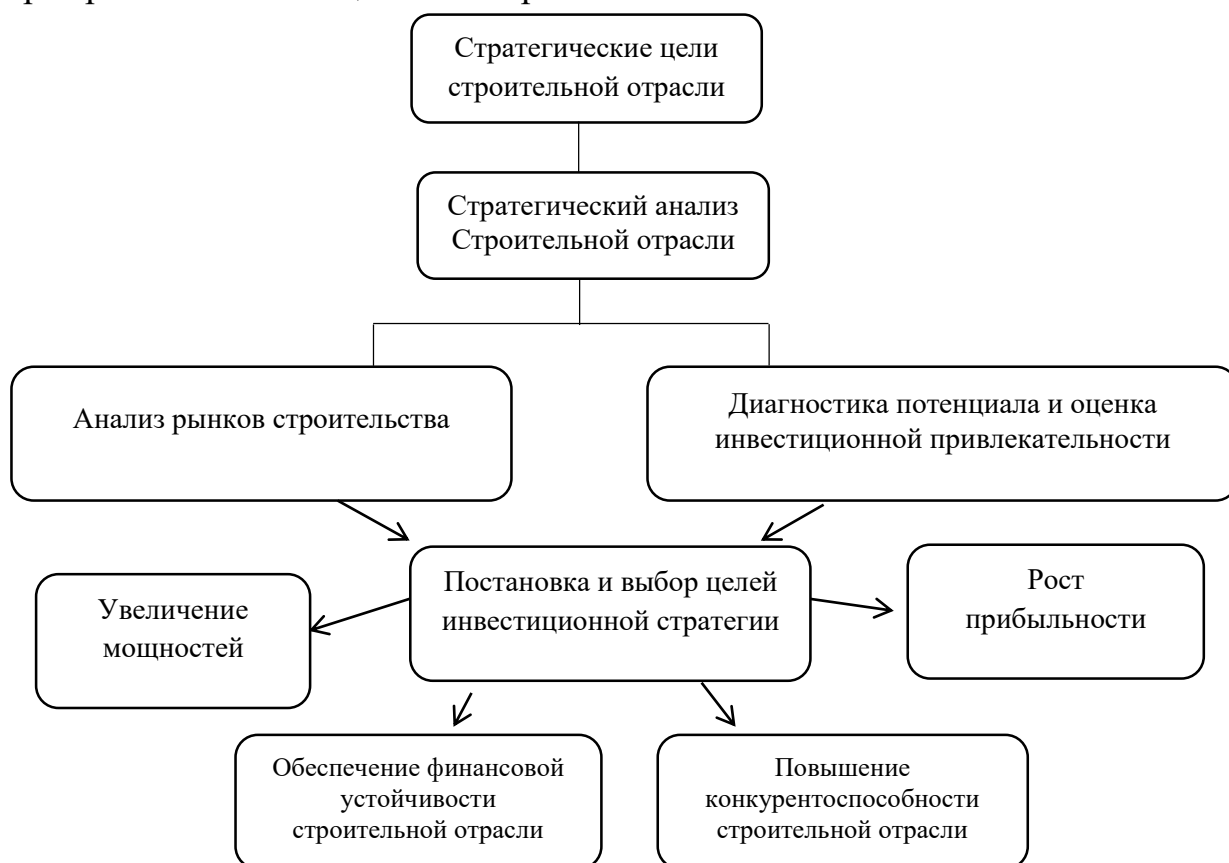 Стратегические цели
строительной отрасли
Стратегический анализ
Строительной отрасли
Анализ рынков строительства
Диагностика потенциала и оценка
инвестиционной привлекательности
Постановка и выбор целей
инвестиционной стратегии
Увеличение
мощностей
Рост
прибыльности
Обеспечение финансовой
устойчивости
строительной отрасли
Повышение
конкурентоспособности
строительной отрасли